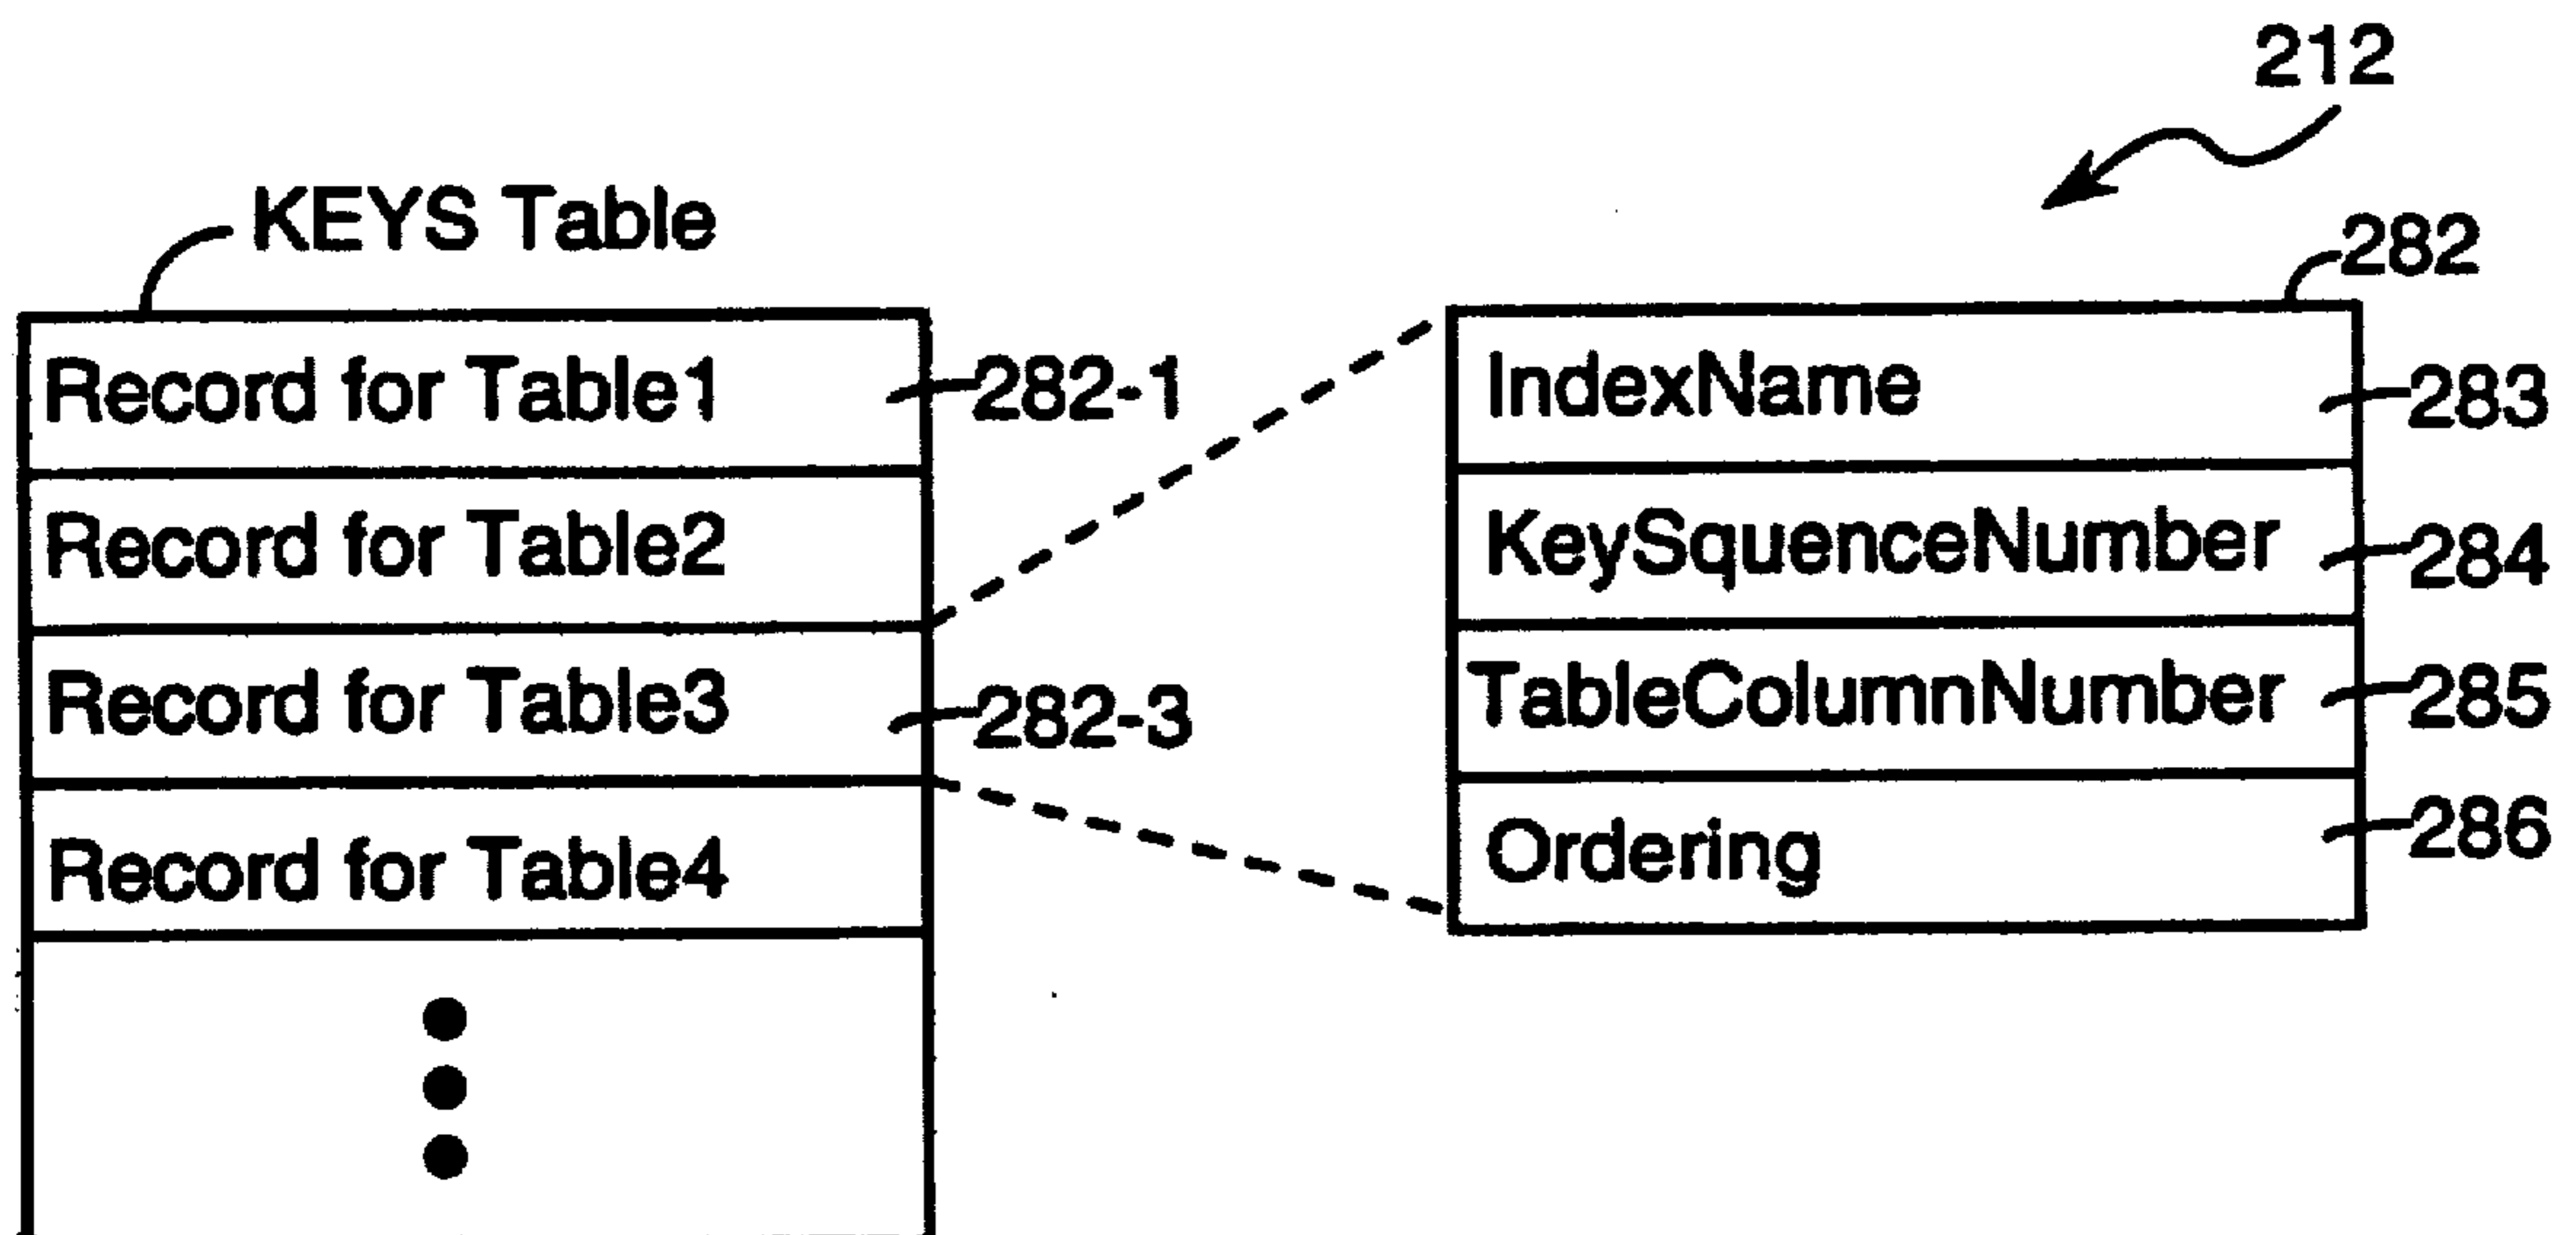 212
KEYS Table
282
Record for Table1
282-1
Record for Table2
Record for Table3
282-3
Record for Table4
IndexName
283
KeySquenceNumber
284
TableColumnNumber
285
Ordering
286